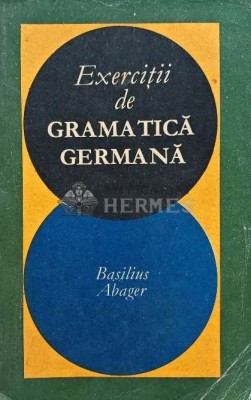 Exerciții
de
GRAMATICĂ
GERMANĂ
HERMES
Basilius
Abager